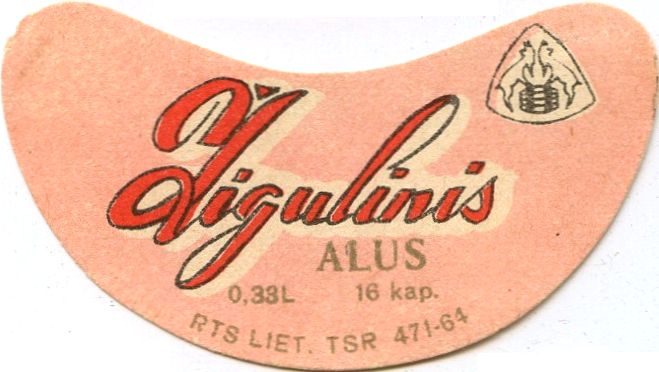 Žigulinis
ALUS
0,33L 16 kap.
RTS LIET. TSR 471-64